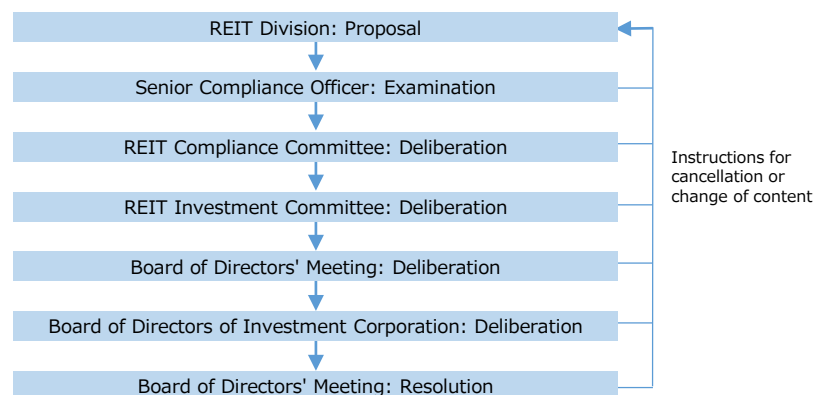 REIT Division: Proposal
Senior Compliance Officer: Examination
REIT Compliance Committee: Deliberation
REIT Investment Committee: Deliberation
Board of Directors' Meeting: Deliberation
Board of Directors of Investment Corporation: Deliberation
Board of Directors' Meeting: Resolution
Instructions for
cancellation or
change of content